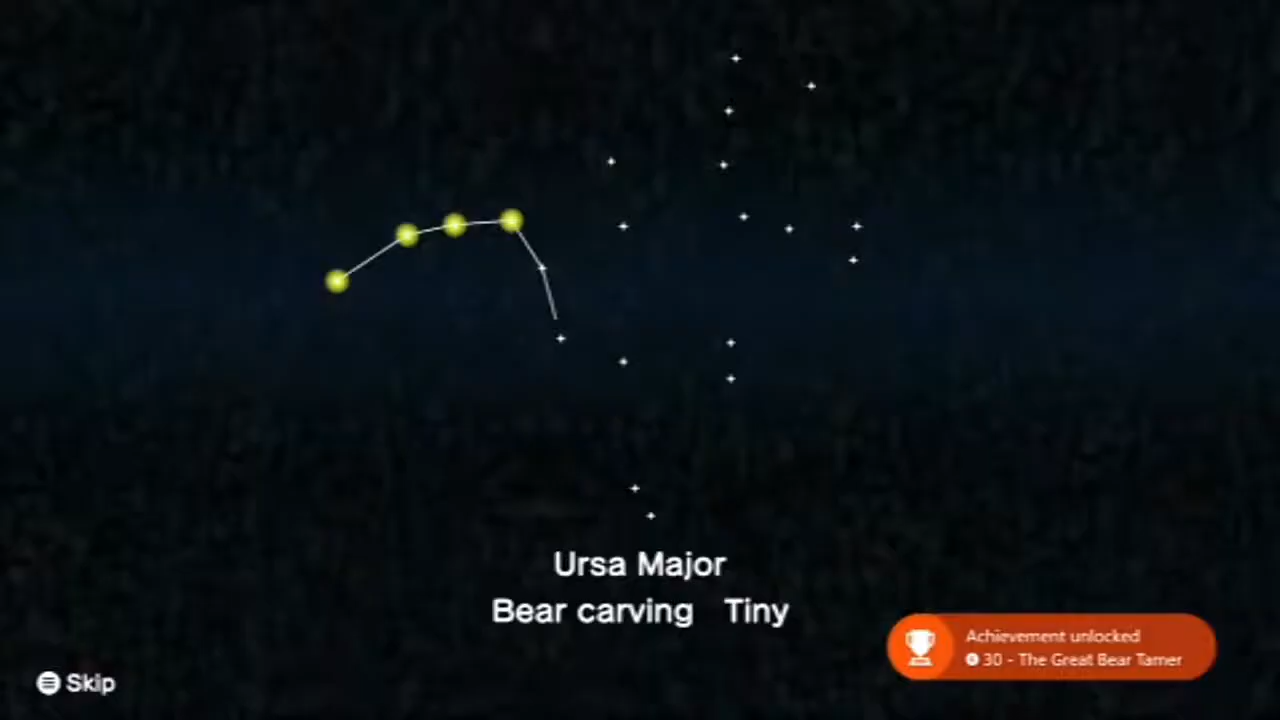 Ursa Major
Bear carving Tiny
Achievement unlocked
30 - The Great Bear Tamer
Skip